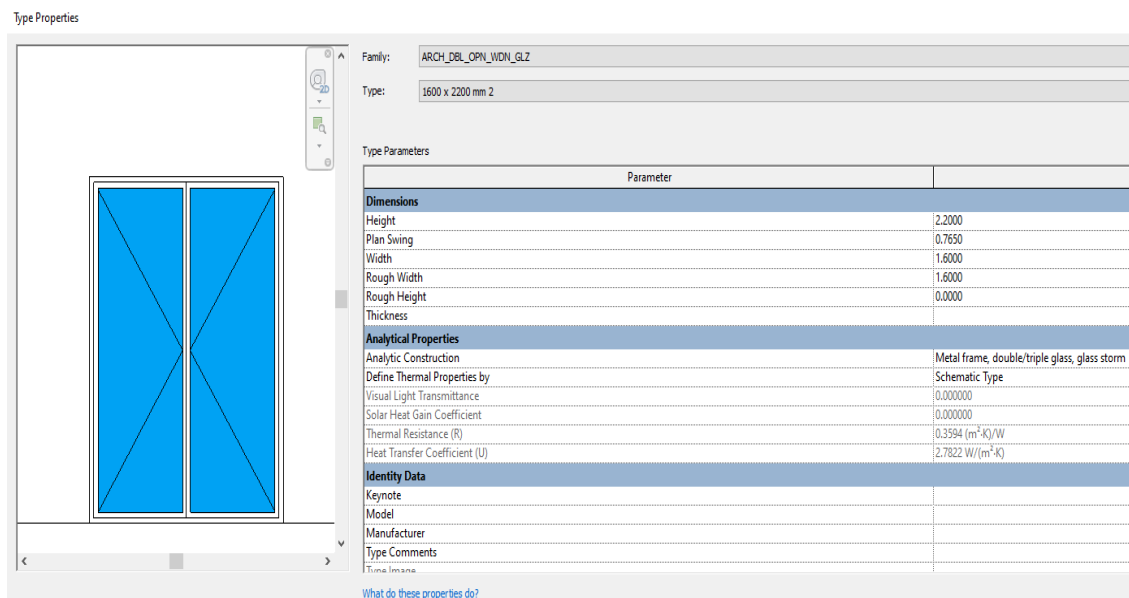 Type Properties
2D
Family: ARCH_DBL_OPN_WDN_GLZ
Type: 1600 x 2200 mm 2
Type Parameters
Parameter
Dimensions
Height 2.2000
Plan Swing 0.7650
Width 1.6000
Rough Width 1.6000
Rough Height 0.0000
Thickness
Analytical Properties
Analytic Construction Metal frame, double/triple glass, glass storm
Define Thermal Properties by Schematic Type
Visual Light Transmittance 0.000000
Solar Heat Gain Coefficient 0.000000
Thermal Resistance (R) 0.3594 (m²·K)/W
Heat Transfer Coefficient (U) 2.7822 W/(m²·K)
Identity Data
Keynote
Model
Manufacturer
Type Comments
Type Image
What do these properties do?